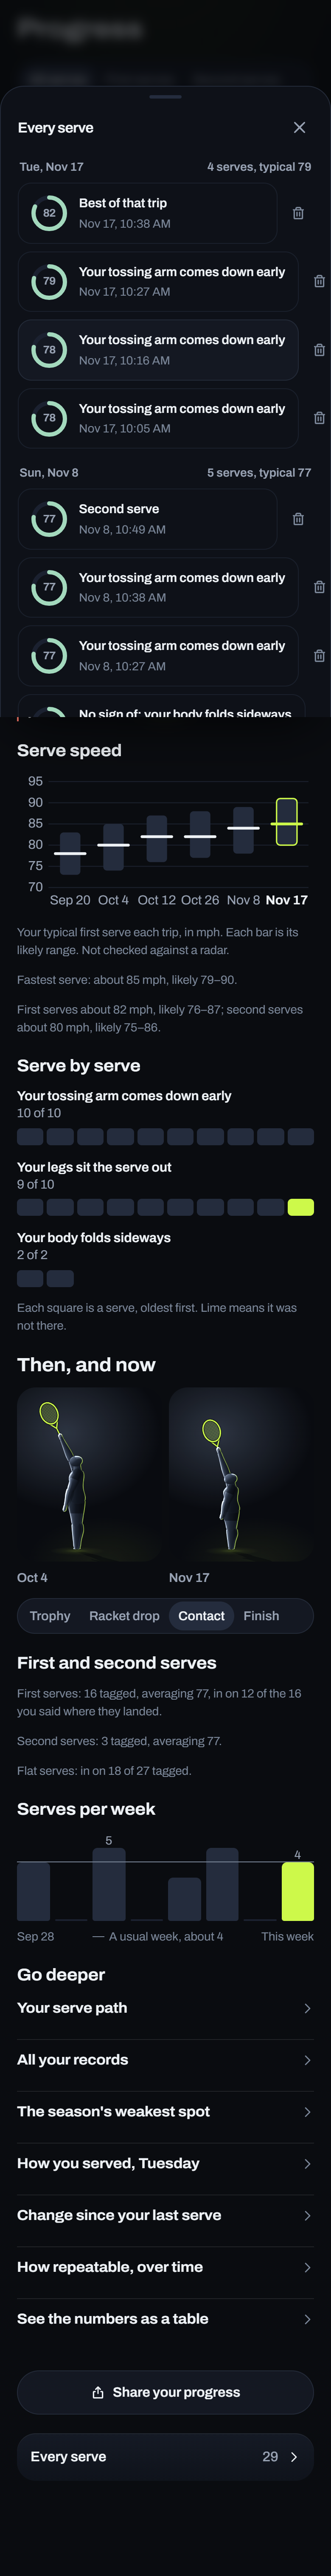 Progress
Every serve
Tue, Nov 17
4 serves, typical 79
82
Best of that trip
Nov 17, 10:38 AM
79
Your tossing arm comes down early
Nov 17, 10:27 AM
78
Your tossing arm comes down early
Nov 17, 10:16 AM
78
Your tossing arm comes down early
Nov 17, 10:05 AM
Sun, Nov 8
5 serves, typical 77
77
Second serve
Nov 8, 10:49 AM
77
Your tossing arm comes down early
Nov 8, 10:38 AM
77
Your tossing arm comes down early
Nov 8, 10:27 AM
No sign of: your body folds sideways
Serve speed
95
90
85
80
75
70
Sep 20 Oct 4 Oct 12 Oct 26 Nov 8 Nov 17
Your typical first serve each trip, in mph. Each bar is its
likely range. Not checked against a radar.
Fastest serve: about 85 mph, likely 79–90.
First serves about 82 mph, likely 76–87; second serves
about 80 mph, likely 75–86.
Serve by serve
Your tossing arm comes down early
10 of 10
Your legs sit the serve out
9 of 10
Your body folds sideways
2 of 2
Each square is a serve, oldest first. Lime means it was
not there.
Then, and now
Oct 4
Nov 17
Trophy Racket drop Contact Finish
First and second serves
First serves: 16 tagged, averaging 77, in on 12 of the 16
you said where they landed.
Second serves: 3 tagged, averaging 77.
Flat serves: in on 18 of 27 tagged.
Serves per week
5
4
Sep 28
— A usual week, about 4
This week
Go deeper
Your serve path
All your records
The season's weakest spot
How you served, Tuesday
Change since your last serve
How repeatable, over time
See the numbers as a table
Share your progress
Every serve
29